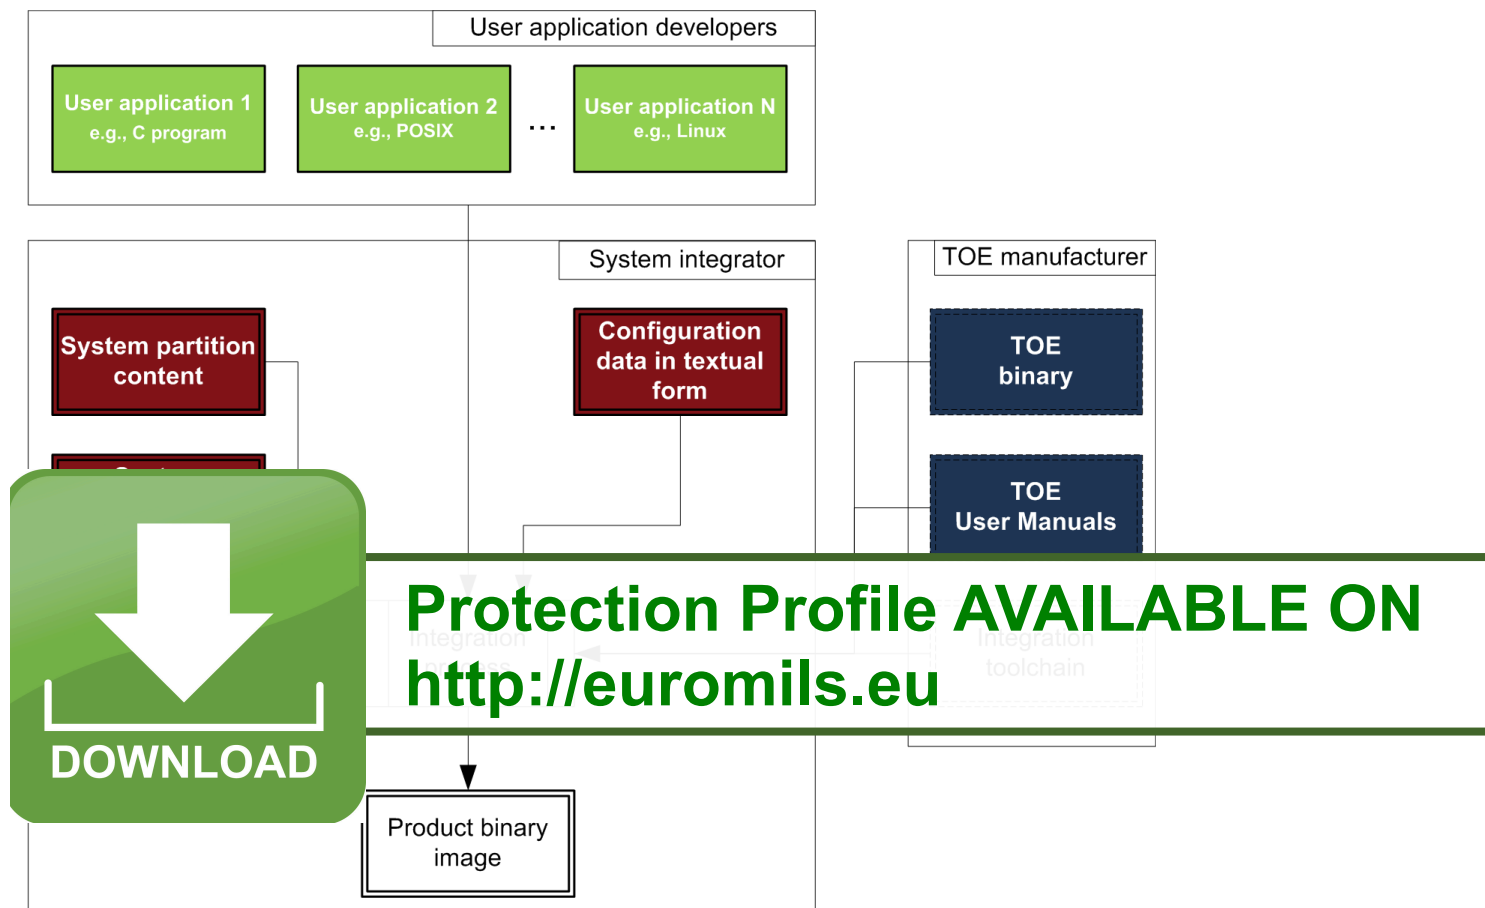 User application developers
User application 1
e.g., C program
User application 2
e.g., POSIX
...
User application N
e.g., Linux
System integrator
TOE manufacturer
System partition
content
Configuration
data in textual
form
TOE
binary
TOE
User Manuals
Protection Profile AVAILABLE ON
http://euromils.eu
Integration
process
Integration
toolchain
DOWNLOAD
Product binary
image